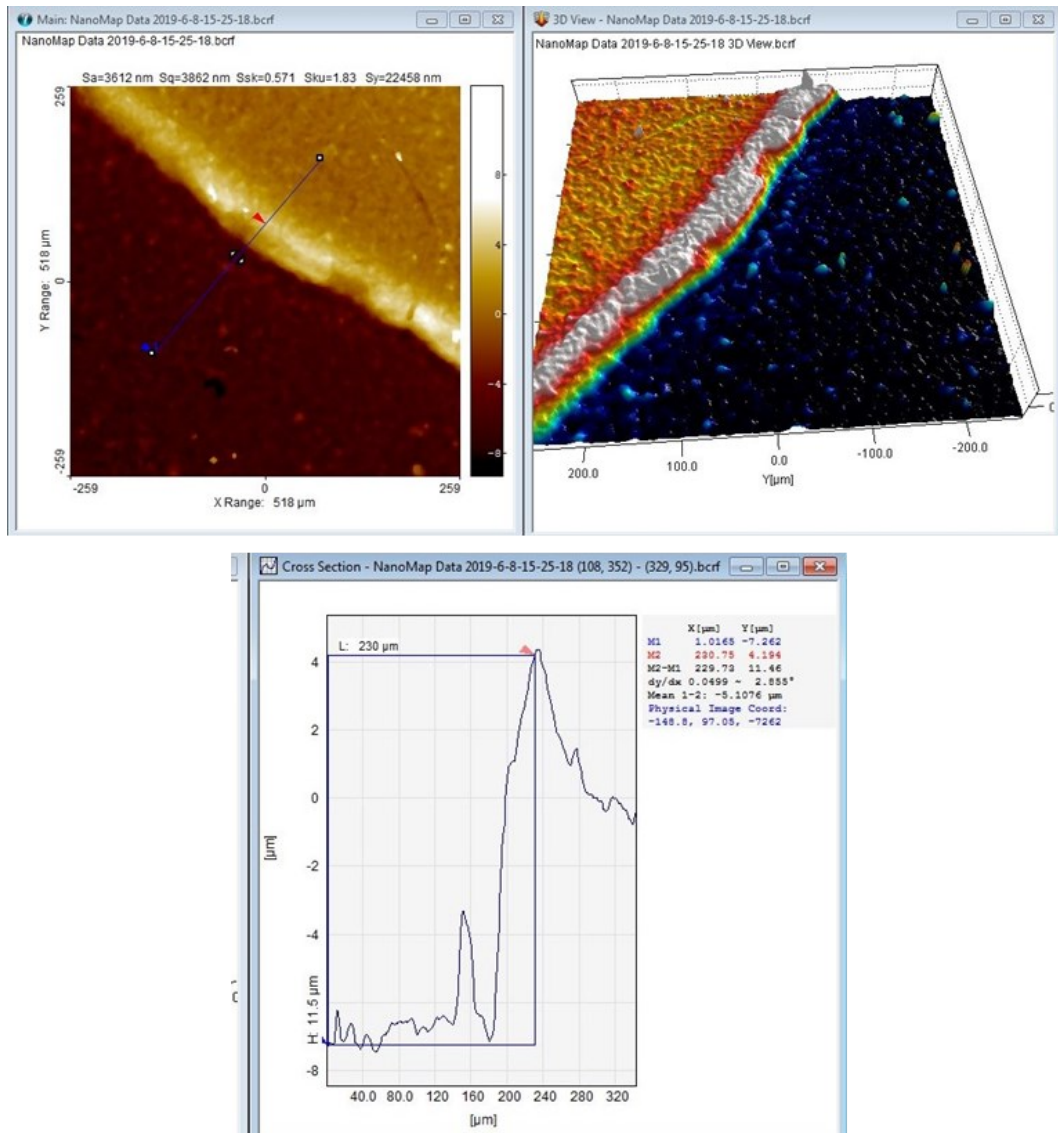 Main: NanoMap Data 2019-6-8-15-25-18.bcrf
NanoMap Data 2019-6-8-15-25-18.bcrf
Sa=3612 nm Sq=3862 nm Ssk=0.571 Sku=1.83 Sy=22458 nm
259
0
-259
Y Range: 518 µm
-259
0
259
X Range: 518 µm
8
4
0
-4
-8
3D View - NanoMap Data 2019-6-8-15-25-18.bcrf
NanoMap Data 2019-6-8-15-25-18 3D View.bcrf
200.0
100.0
0.0
-100.0
-200.0
Y[µm]
Cross Section - NanoMap Data 2019-6-8-15-25-18 (108, 352) - (329, 95).bcrf
L: 230 µm
H: 11.5 µm
4
2
0
-2
-4
-8
[µm]
40.0 80.0 120 160 200 240 280 320
[µm]
X[µm] Y[µm]
M1 1.0165 -7.262
M2 230.75 4.194
M2-M1 229.73 11.46
dy/dx 0.0499 ~ 2.855°
Mean 1-2: -5.1076 µm
Physical Image Coord:
-148.8, 97.05, -7262